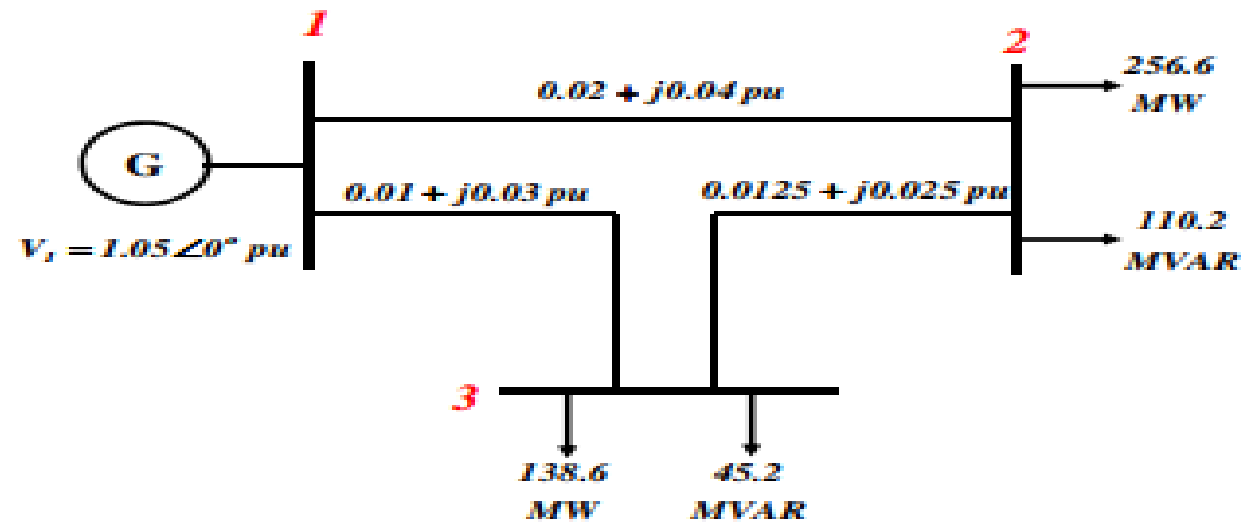 1
2
256.6
MW
0.02 + j0.04 pu
G
0.01 + j0.03 pu
0.0125 + j0.025 pu
V₁ = 1.05∠0° pu
110.2
MVAR
3
138.6
MW
45.2
MVAR